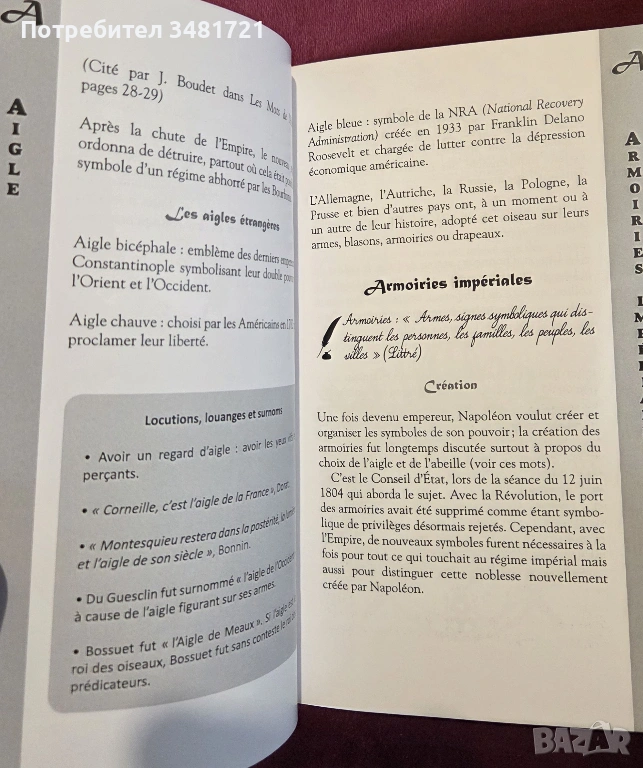 Потребител 3481721
A
AIGLE
(Cité par J. Boudet dans Les Mots de
pages 28-29)
Après la chute de l'Empire, le nouveau
ordonna de détruire, partout où cela était
symbole d'un régime abhorré par les
Les aigles étrangères
Aigle bicéphale : emblème des derniers
Constantinople symbolisant leur double
l'Orient et l'Occident.
Aigle chauve : choisi par les Américains en
proclamer leur liberté.
Locutions, louanges et surnoms
• Avoir un regard d'aigle : avoir les yeux
perçants.
• « Corneille, c'est l'aigle de la France »,
• « Montesquieu restera dans la postérité, la
et l'aigle de son siècle », Bonnin.
• Du Guesclin fut surnommé « l'aigle de l'Occident
à cause de l'aigle figurant sur ses armes.
• Bossuet fut « l'Aigle de Meaux ». Si l'aigle est
roi des oiseaux, Bossuet fut sans conteste le roi
prédicateurs.
Aigle bleue : symbole de la NRA (National Recovery
Administration) créée en 1933 par Franklin Delano
Roosevelt et chargée de lutter contre la dépression
économique américaine.
L'Allemagne, l'Autriche, la Russie, la Pologne, la
Prusse et bien d'autres pays ont, à un moment ou à
un autre de leur histoire, adopté cet oiseau sur leurs
armes, blasons, armoiries ou drapeaux.
Armoiries impériales
Armoiries : « Armes, signes symboliques qui dis-
tinguent les personnes, les familles, les peuples, les
villes » (Littré)
Création
Une fois devenu empereur, Napoléon voulut créer et
organiser les symboles de son pouvoir ; la création des
armoiries fut longtemps discutée surtout à propos du
choix de l'aigle et de l'abeille (voir ces mots).
C'est le Conseil d'État, lors de la séance du 12 juin
1804 qui aborda le sujet. Avec la Révolution, le port
des armoiries avait été supprimé comme étant symbo-
lique de privilèges désormais rejetés. Cependant, avec
l'Empire, de nouveaux symboles furent nécessaires à la
fois pour tout ce qui touchait au régime impérial mais
aussi pour distinguer cette noblesse nouvellement
créée par Napoléon.
A
ARMOIRIES
BAZAR